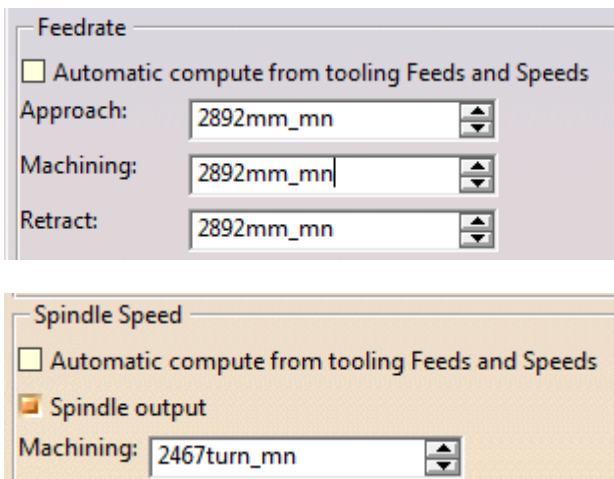 Feedrate
Automatic compute from tooling Feeds and Speeds
Approach: 2892mm_mn
Machining: 2892mm_mn
Retract: 2892mm_mn
Spindle Speed
Automatic compute from tooling Feeds and Speeds
Spindle output
Machining: 2467turn_mn